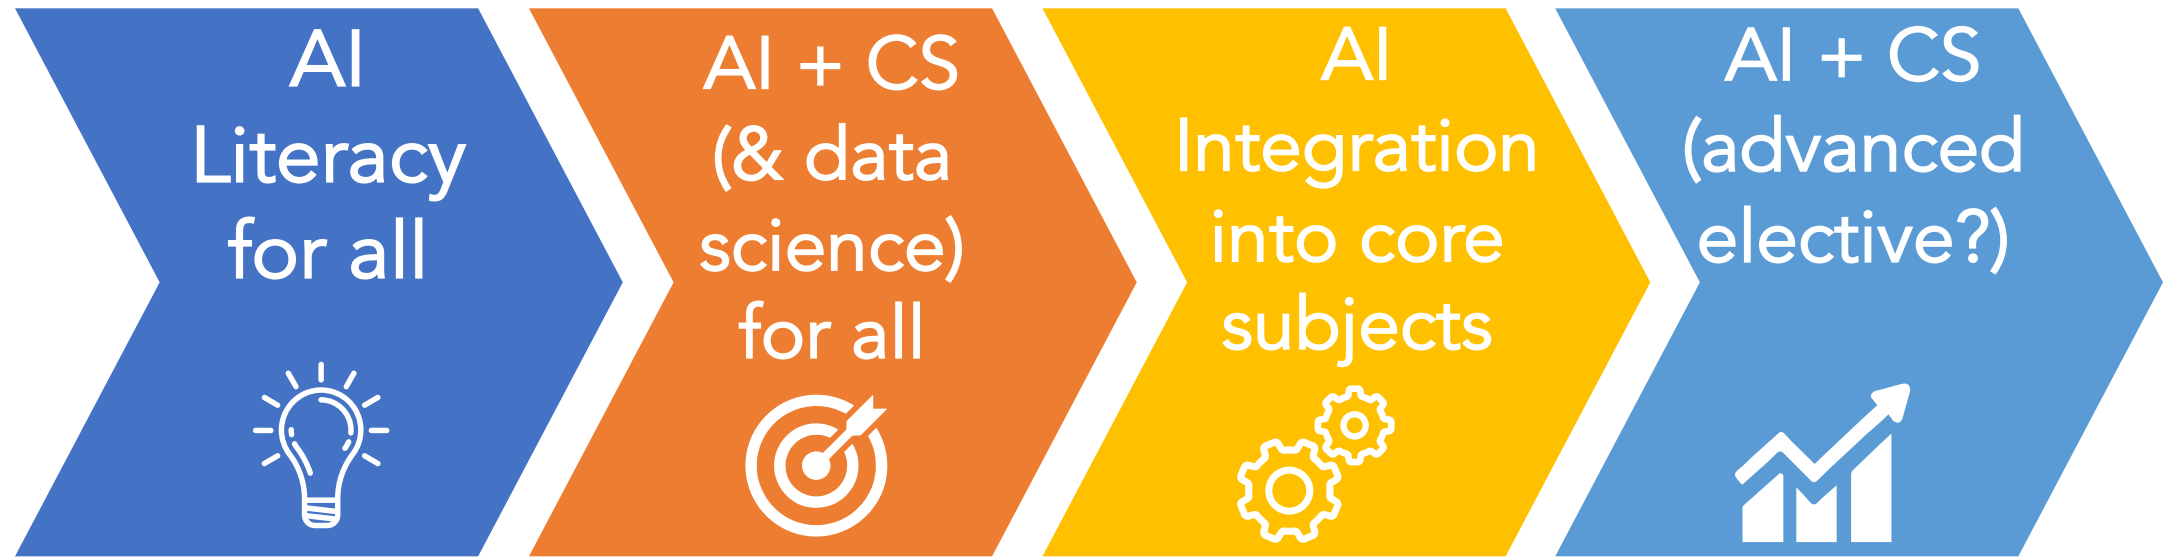 AI
Literacy
for all
AI + CS
(& data
science)
for all
AI
Integration
into core
subjects
AI + CS
(advanced
elective?)